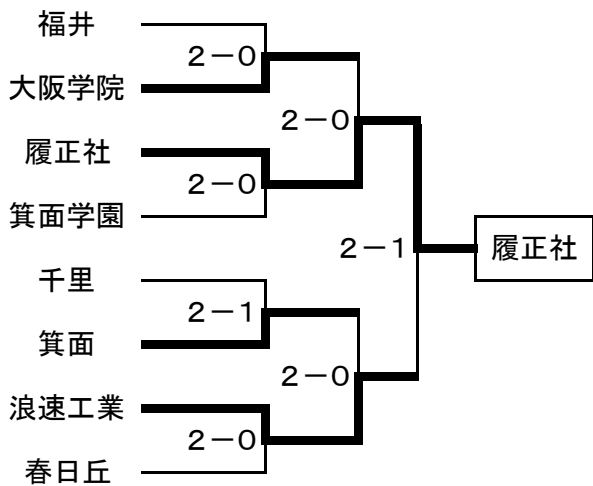 福井
2－0
大阪学院
2－0
履正社
2－0
箕面学園
2－1
履正社
千里
2－1
箕面
2－0
浪速工業
2－0
春日丘